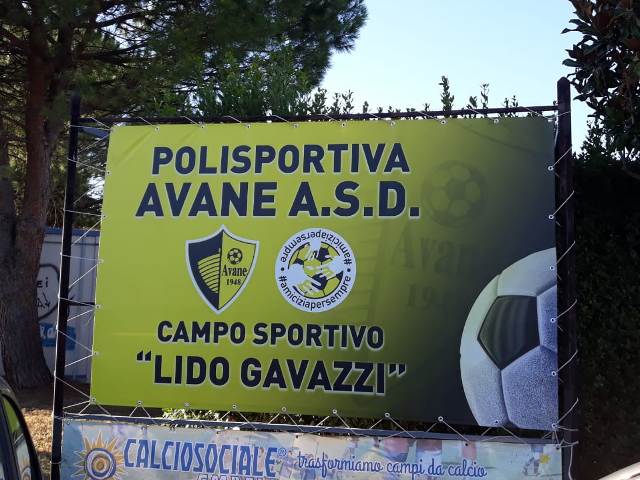 POLISPORTIVA
AVANE A.S.D.
Avane
1948
#amiciziapersempre
#amiciziapersempre
CAMPO SPORTIVO
“LIDO GAVAZZI”
CALCIOSOCIALE®
trasformiamo campi da calcio